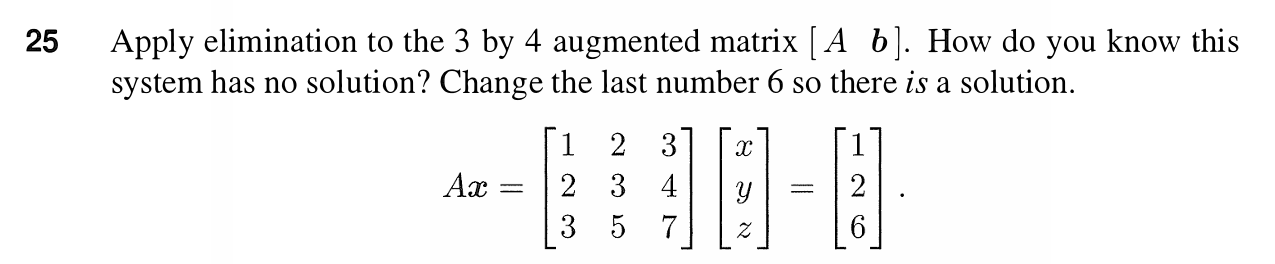 25 Apply elimination to the 3 by 4 augmented matrix [A b]. How do you know this
system has no solution? Change the last number 6 so there is a solution.
Ax = [1 2 3; 2 3 4; 3 5 7] [x; y; z] = [1; 2; 6].